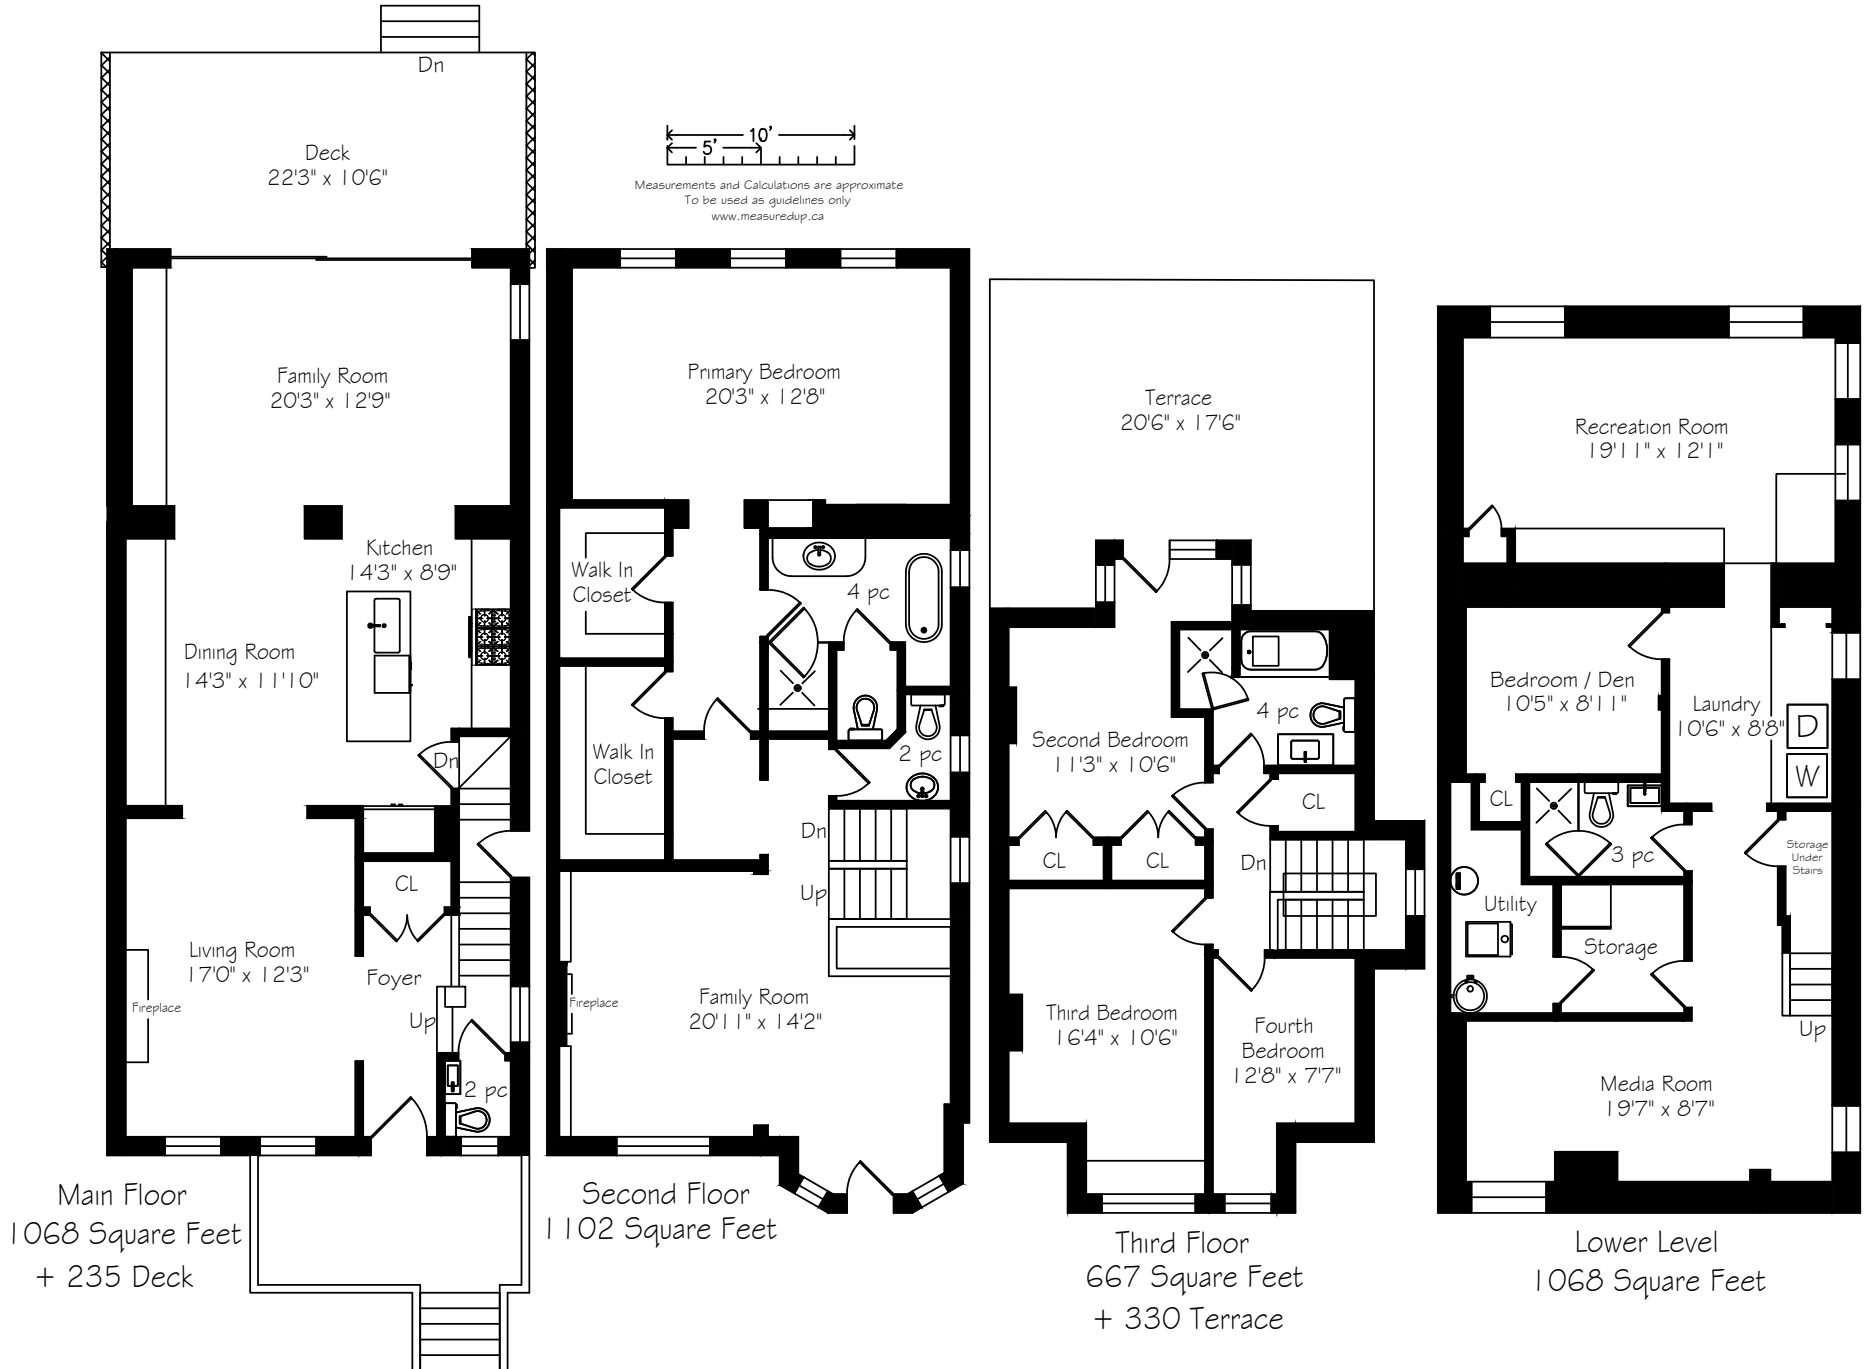 Dn
Deck
22'3" x 10'6"
Family Room
20'3" x 12'9"
Kitchen
14'3" x 8'9"
Dining Room
14'3" x 11'10"
Dn
CL
Living Room
17'0" x 12'3"
Foyer
Fireplace
Up
2 pc
Main Floor
1068 Square Feet
+ 235 Deck
10'
5'
Measurements and Calculations are approximate
To be used as guidelines only
www.measuredup.ca
Primary Bedroom
20'3" x 12'8"
Walk In
Closet
4 pc
Walk In
Closet
2 pc
Dn
Up
Fireplace
Family Room
20'11" x 14'2"
Second Floor
1102 Square Feet
Terrace
20'6" x 17'6"
4 pc
Second Bedroom
11'3" x 10'6"
CL
CL
CL
Dn
Third Bedroom
16'4" x 10'6"
Fourth
Bedroom
12'8" x 7'7"
Third Floor
667 Square Feet
+ 330 Terrace
Recreation Room
19'11" x 12'1"
Bedroom / Den
10'5" x 8'11"
Laundry
10'6" x 8'8"
D
W
CL
3 pc
Storage
Under
Stairs
Utility
Storage
Up
Media Room
19'7" x 8'7"
Lower Level
1068 Square Feet